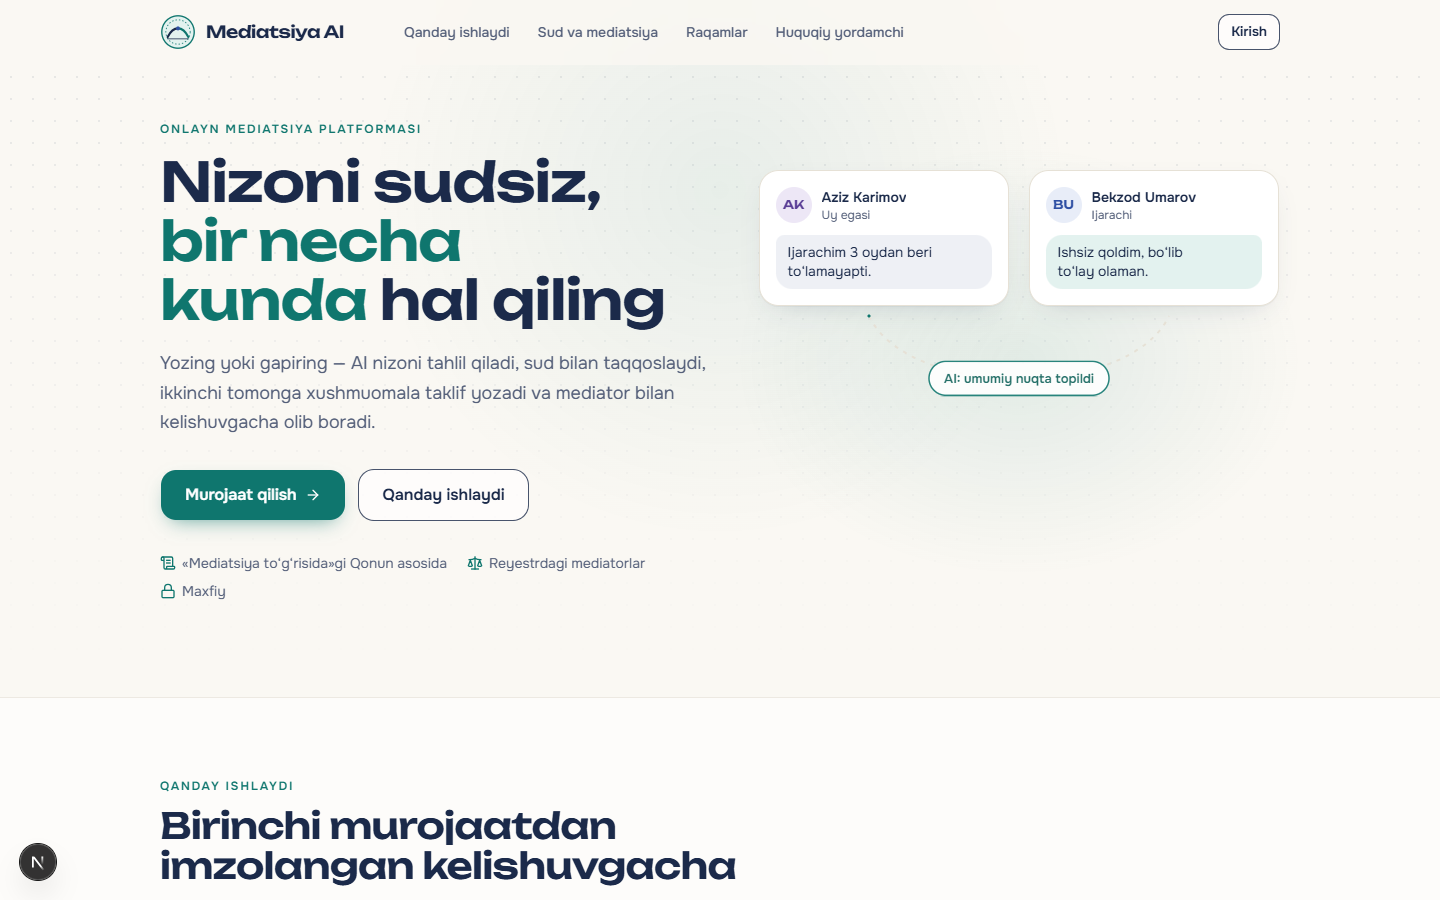 Mediatsiya AI
Qanday ishlaydi
Sud va mediatsiya
Raqamlar
Huquqiy yordamchi
Kirish
ONLAYN MEDIATSIYA PLATFORMASI
Nizoni sudsiz,
bir necha
kunda hal qiling
Yozing yoki gapiring — AI nizoni tahlil qiladi, sud bilan taqqoslaydi,
ikkinchi tomonga xushmuomala taklif yozadi va mediator bilan
kelishuvgacha olib boradi.
Murojaat qilish →
Qanday ishlaydi
«Mediatsiya to‘g‘risida»gi Qonun asosida
Reyestrdagi mediatorlar
Maxfiy
AK
Aziz Karimov
Uy egasi
Ijarachim 3 oydan beri
to‘lamayapti.
BU
Bekzod Umarov
Ijarachi
Ishsiz qoldim, bo‘lib
to‘lay olaman.
AI: umumiy nuqta topildi
QANDAY ISHLAYDI
Birinchi murojaatdan
imzolangan kelishuvgacha
N